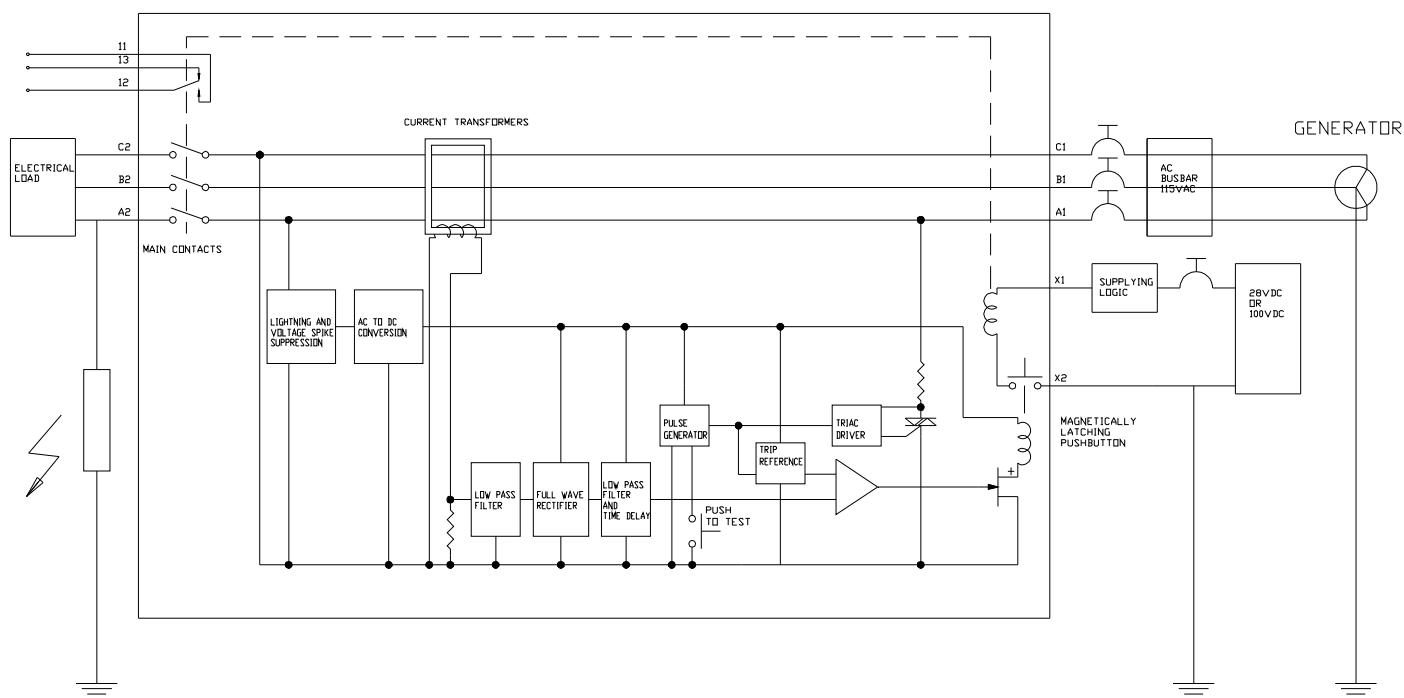 11
13
12
CURRENT TRANSFORMERS
GENERATOR
C2
C1
ELECTRICAL
LOAD
AC
BUSBAR
115VAC
B2
B1
A2
A1
MAIN CONTACTS
X1
SUPPLYING
LOGIC
28VDC
OR
100VDC
LIGHTNING AND
VOLTAGE SPIKE
SUPPRESSION
AC TO DC
CONVERSION
X2
PULSE
GENERATOR
TRIAC
DRIVER
MAGNETICALLY
LATCHING
PUSHBUTTON
TRIP
REFERENCE
+
LOW PASS
FILTER
FULL WAVE
RECTIFIER
LOW PASS
FILTER
AND
TIME DELAY
PUSH
TO TEST